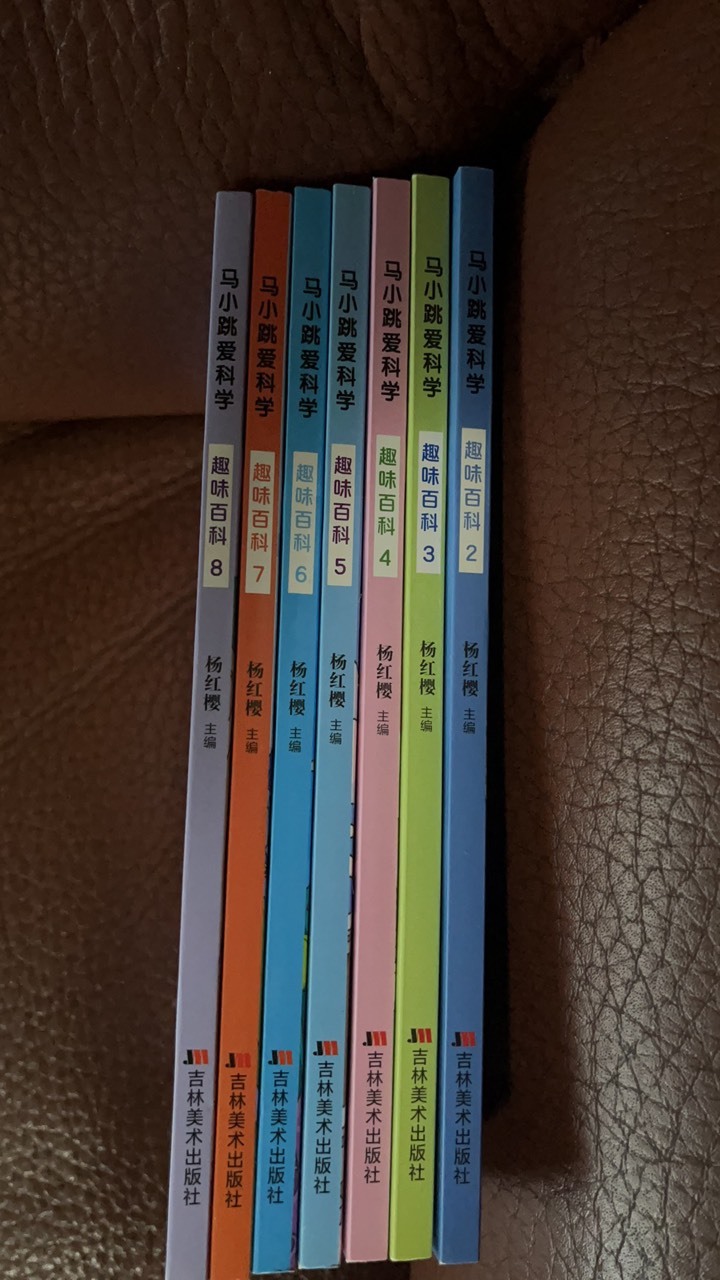 马小跳爱科学
趣味百科 8
杨红樱 主编
吉林美术出版社
马小跳爱科学
趣味百科 7
杨红樱 主编
吉林美术出版社
马小跳爱科学
趣味百科 6
杨红樱 主编
吉林美术出版社
马小跳爱科学
趣味百科 5
杨红樱 主编
吉林美术出版社
马小跳爱科学
趣味百科 4
杨红樱 主编
吉林美术出版社
马小跳爱科学
趣味百科 3
杨红樱 主编
吉林美术出版社
马小跳爱科学
趣味百科 2
杨红樱 主编
吉林美术出版社